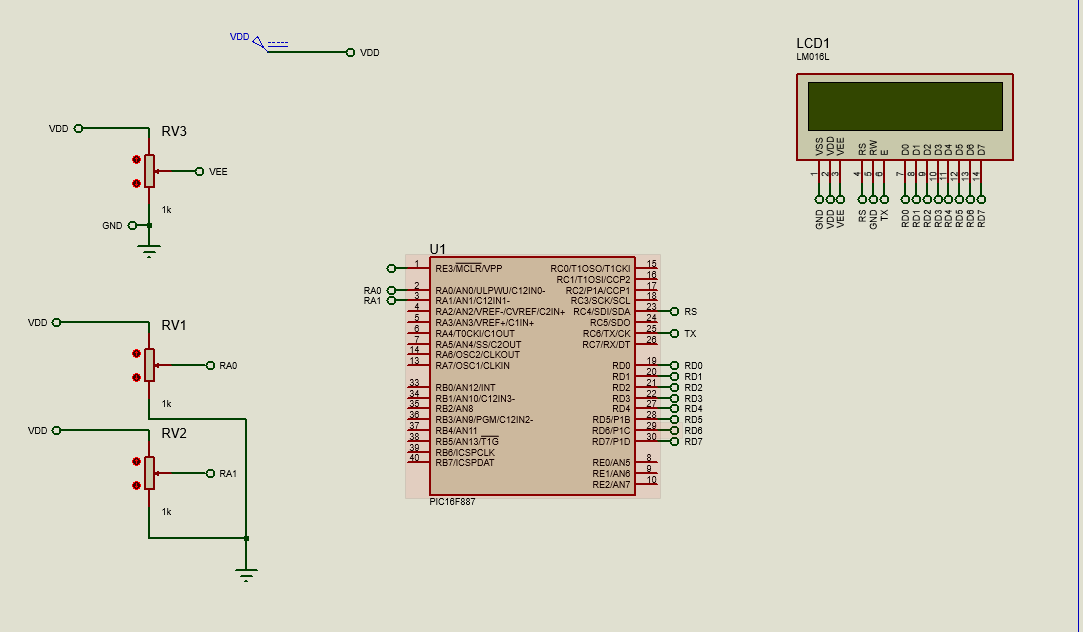 VDD
VDD
LCD1
LM016L
VSS
VDD
VEE
RS
RW
E
D0
D1
D2
D3
D4
D5
D6
D7
1
2
3
4
5
6
7
8
9
10
11
12
13
14
GND
VDD
VEE
RS
GND
TX
RD0
RD1
RD2
RD3
RD4
RD5
RD6
RD7
VDD
RV3
VEE
1k
GND
VDD
RV1
RA0
1k
VDD
RV2
RA1
1k
U1
1 RE3/MCLR/VPP
RA0 2 RA0/AN0/ULPWU/C12IN0-
RA1 3 RA1/AN1/C12IN1-
4 RA2/AN2/VREF-/CVREF/C2IN+
5 RA3/AN3/VREF+/C1IN+
6 RA4/T0CKI/C1OUT
7 RA5/AN4/SS/C2OUT
14 RA6/OSC2/CLKOUT
13 RA7/OSC1/CLKIN
33 RB0/AN12/INT
34 RB1/AN10/C12IN3-
35 RB2/AN8
36 RB3/AN9/PGM/C12IN2-
37 RB4/AN11
38 RB5/AN13/T1G
39 RB6/ICSPCLK
40 RB7/ICSPDAT
RC0/T1OSO/T1CKI 15
RC1/T1OSI/CCP2 16
RC2/P1A/CCP1 17
RC3/SCK/SCL 18
RC4/SDI/SDA 23 RS
RC5/SDO 24
RC6/TX/CK 25 TX
RC7/RX/DT 26
RD0 19 RD0
RD1 20 RD1
RD2 21 RD2
RD3 22 RD3
RD4 27 RD4
RD5/P1B 28 RD5
RD6/P1C 29 RD6
RD7/P1D 30 RD7
RE0/AN5 8
RE1/AN6 9
RE2/AN7 10
PIC16F887